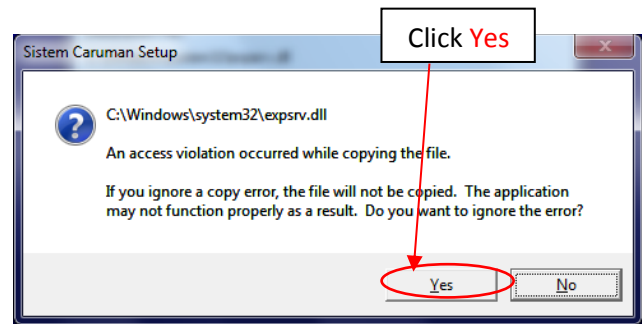 Click Yes
Sistem Caruman Setup
C:\Windows\system32\expsrv.dll
An access violation occurred while copying the file.
If you ignore a copy error, the file will not be copied.  The application
may not function properly as a result.  Do you want to ignore the error?
Yes
No